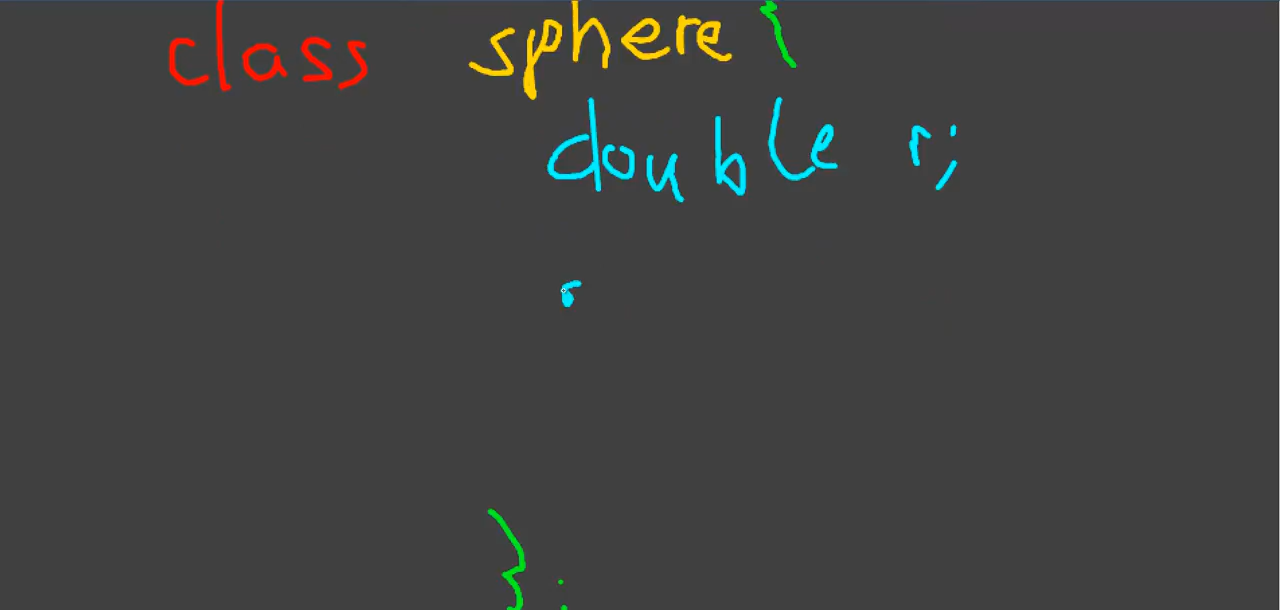 class sphere{
double r;
};